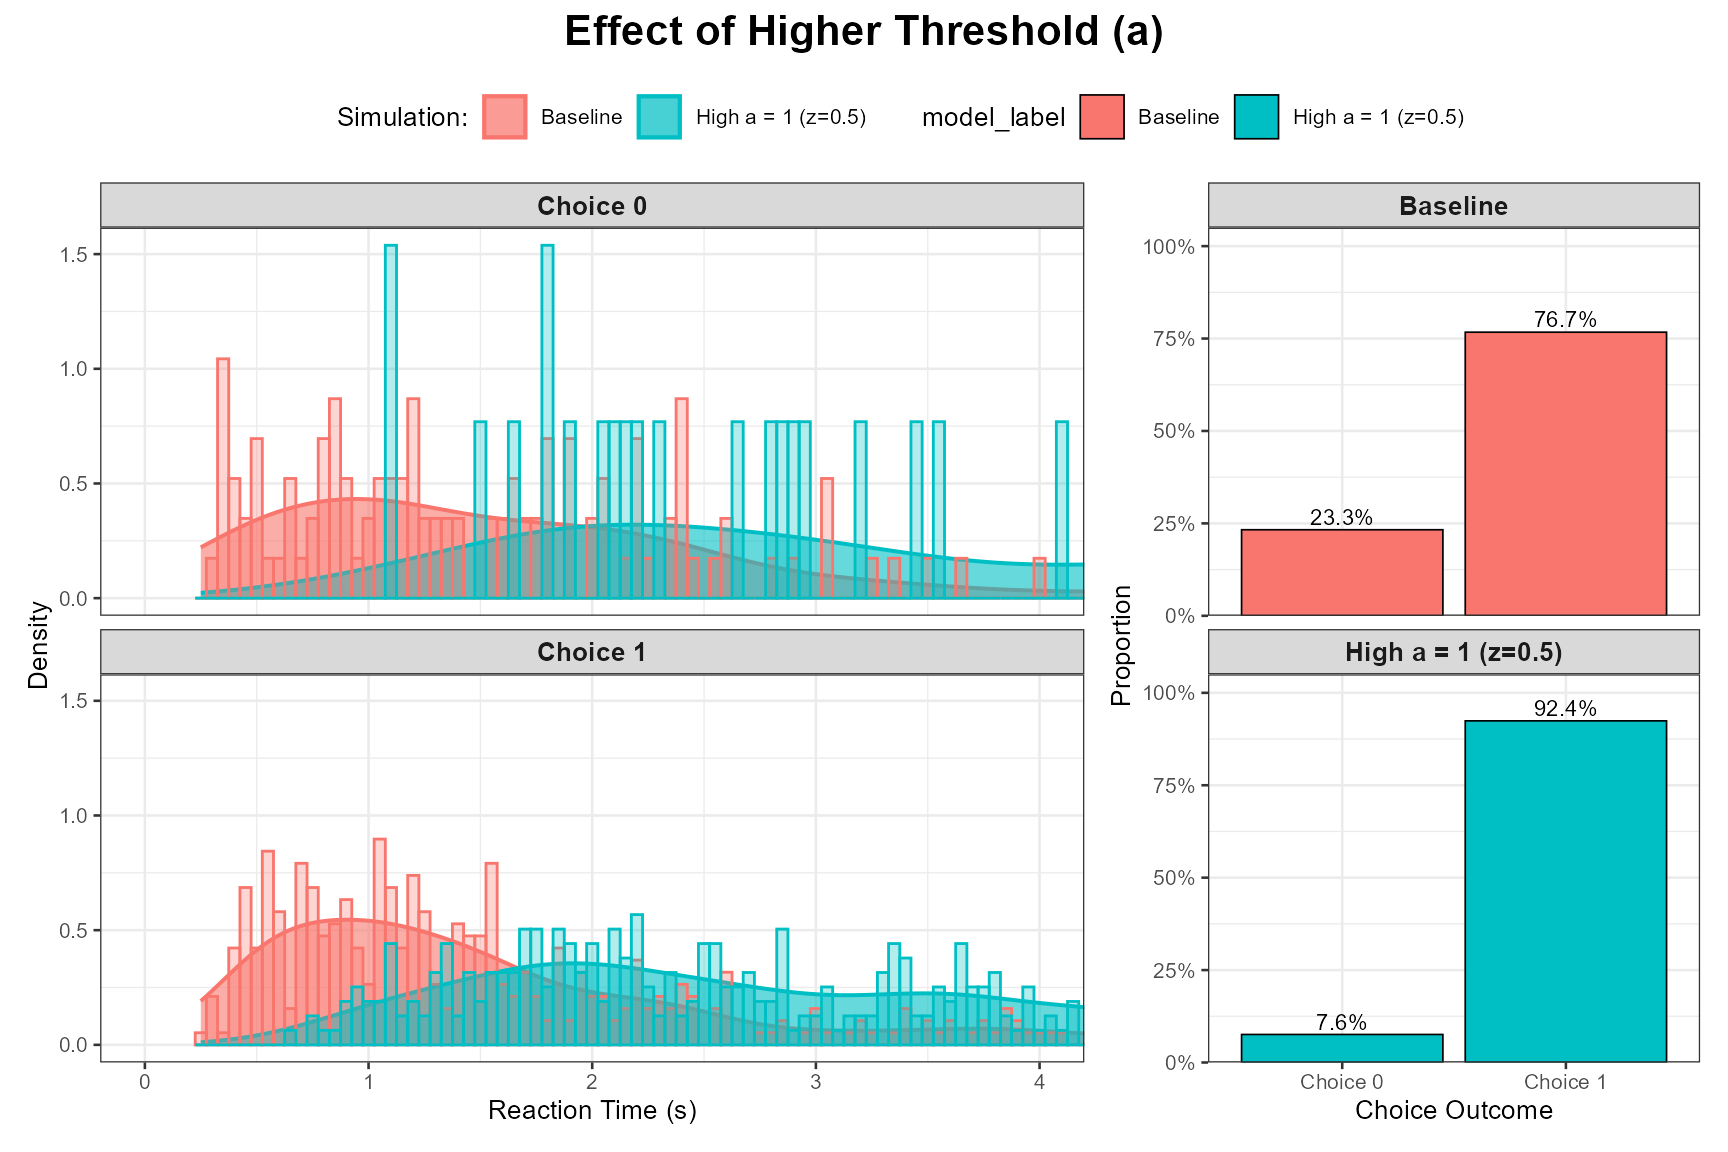 Effect of Higher Threshold (a)
Simulation: Baseline High a = 1 (z=0.5) model_label Baseline High a = 1 (z=0.5)
Choice 0
1.5
1.0
0.5
0.0
Density
Choice 1
1.5
1.0
0.5
0.0
0 1 2 3 4
Reaction Time (s)
Baseline
100%
75%
50%
25%
0%
23.3%
76.7%
Proportion
High a = 1 (z=0.5)
100%
75%
50%
25%
0%
7.6%
92.4%
Choice 0 Choice 1
Choice Outcome